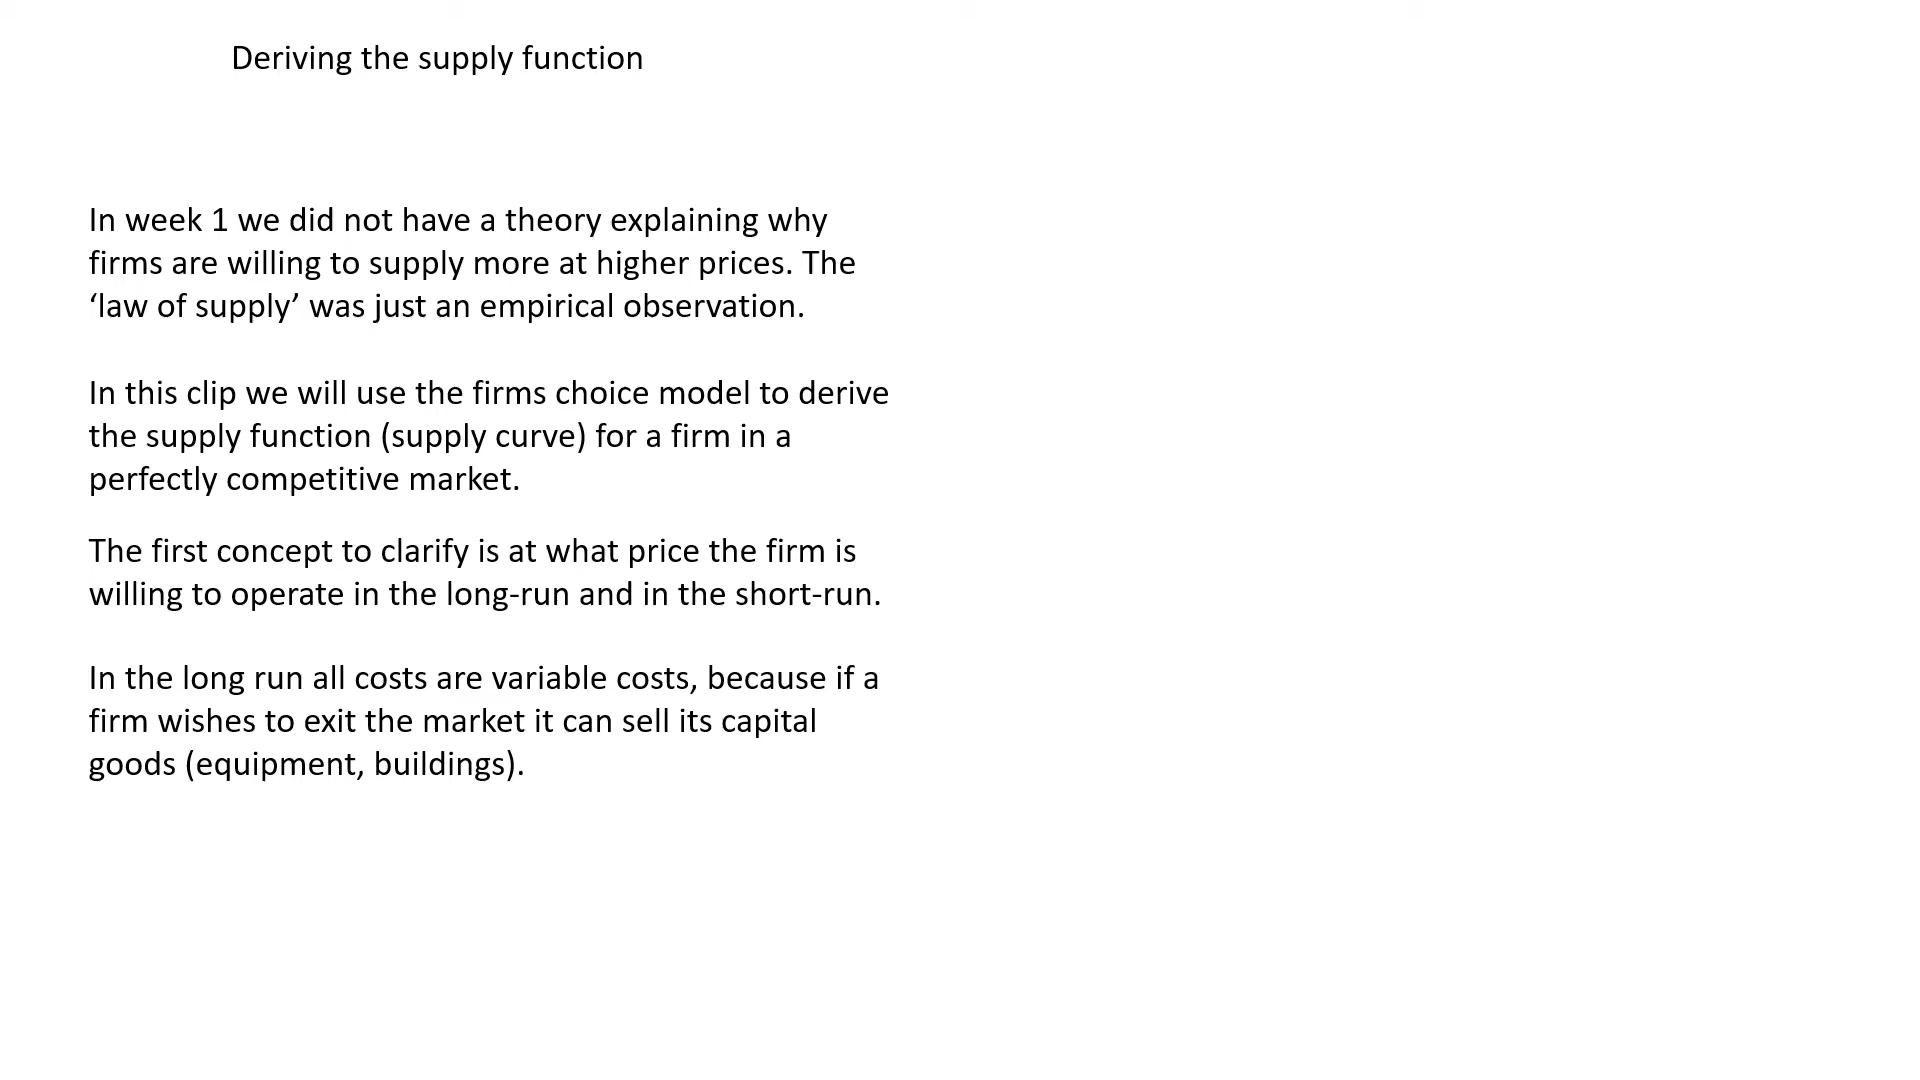 Deriving the supply function
In week 1 we did not have a theory explaining why
firms are willing to supply more at higher prices. The
‘law of supply’ was just an empirical observation.
In this clip we will use the firms choice model to derive
the supply function (supply curve) for a firm in a
perfectly competitive market.
The first concept to clarify is at what price the firm is
willing to operate in the long-run and in the short-run.
In the long run all costs are variable costs, because if a
firm wishes to exit the market it can sell its capital
goods (equipment, buildings).